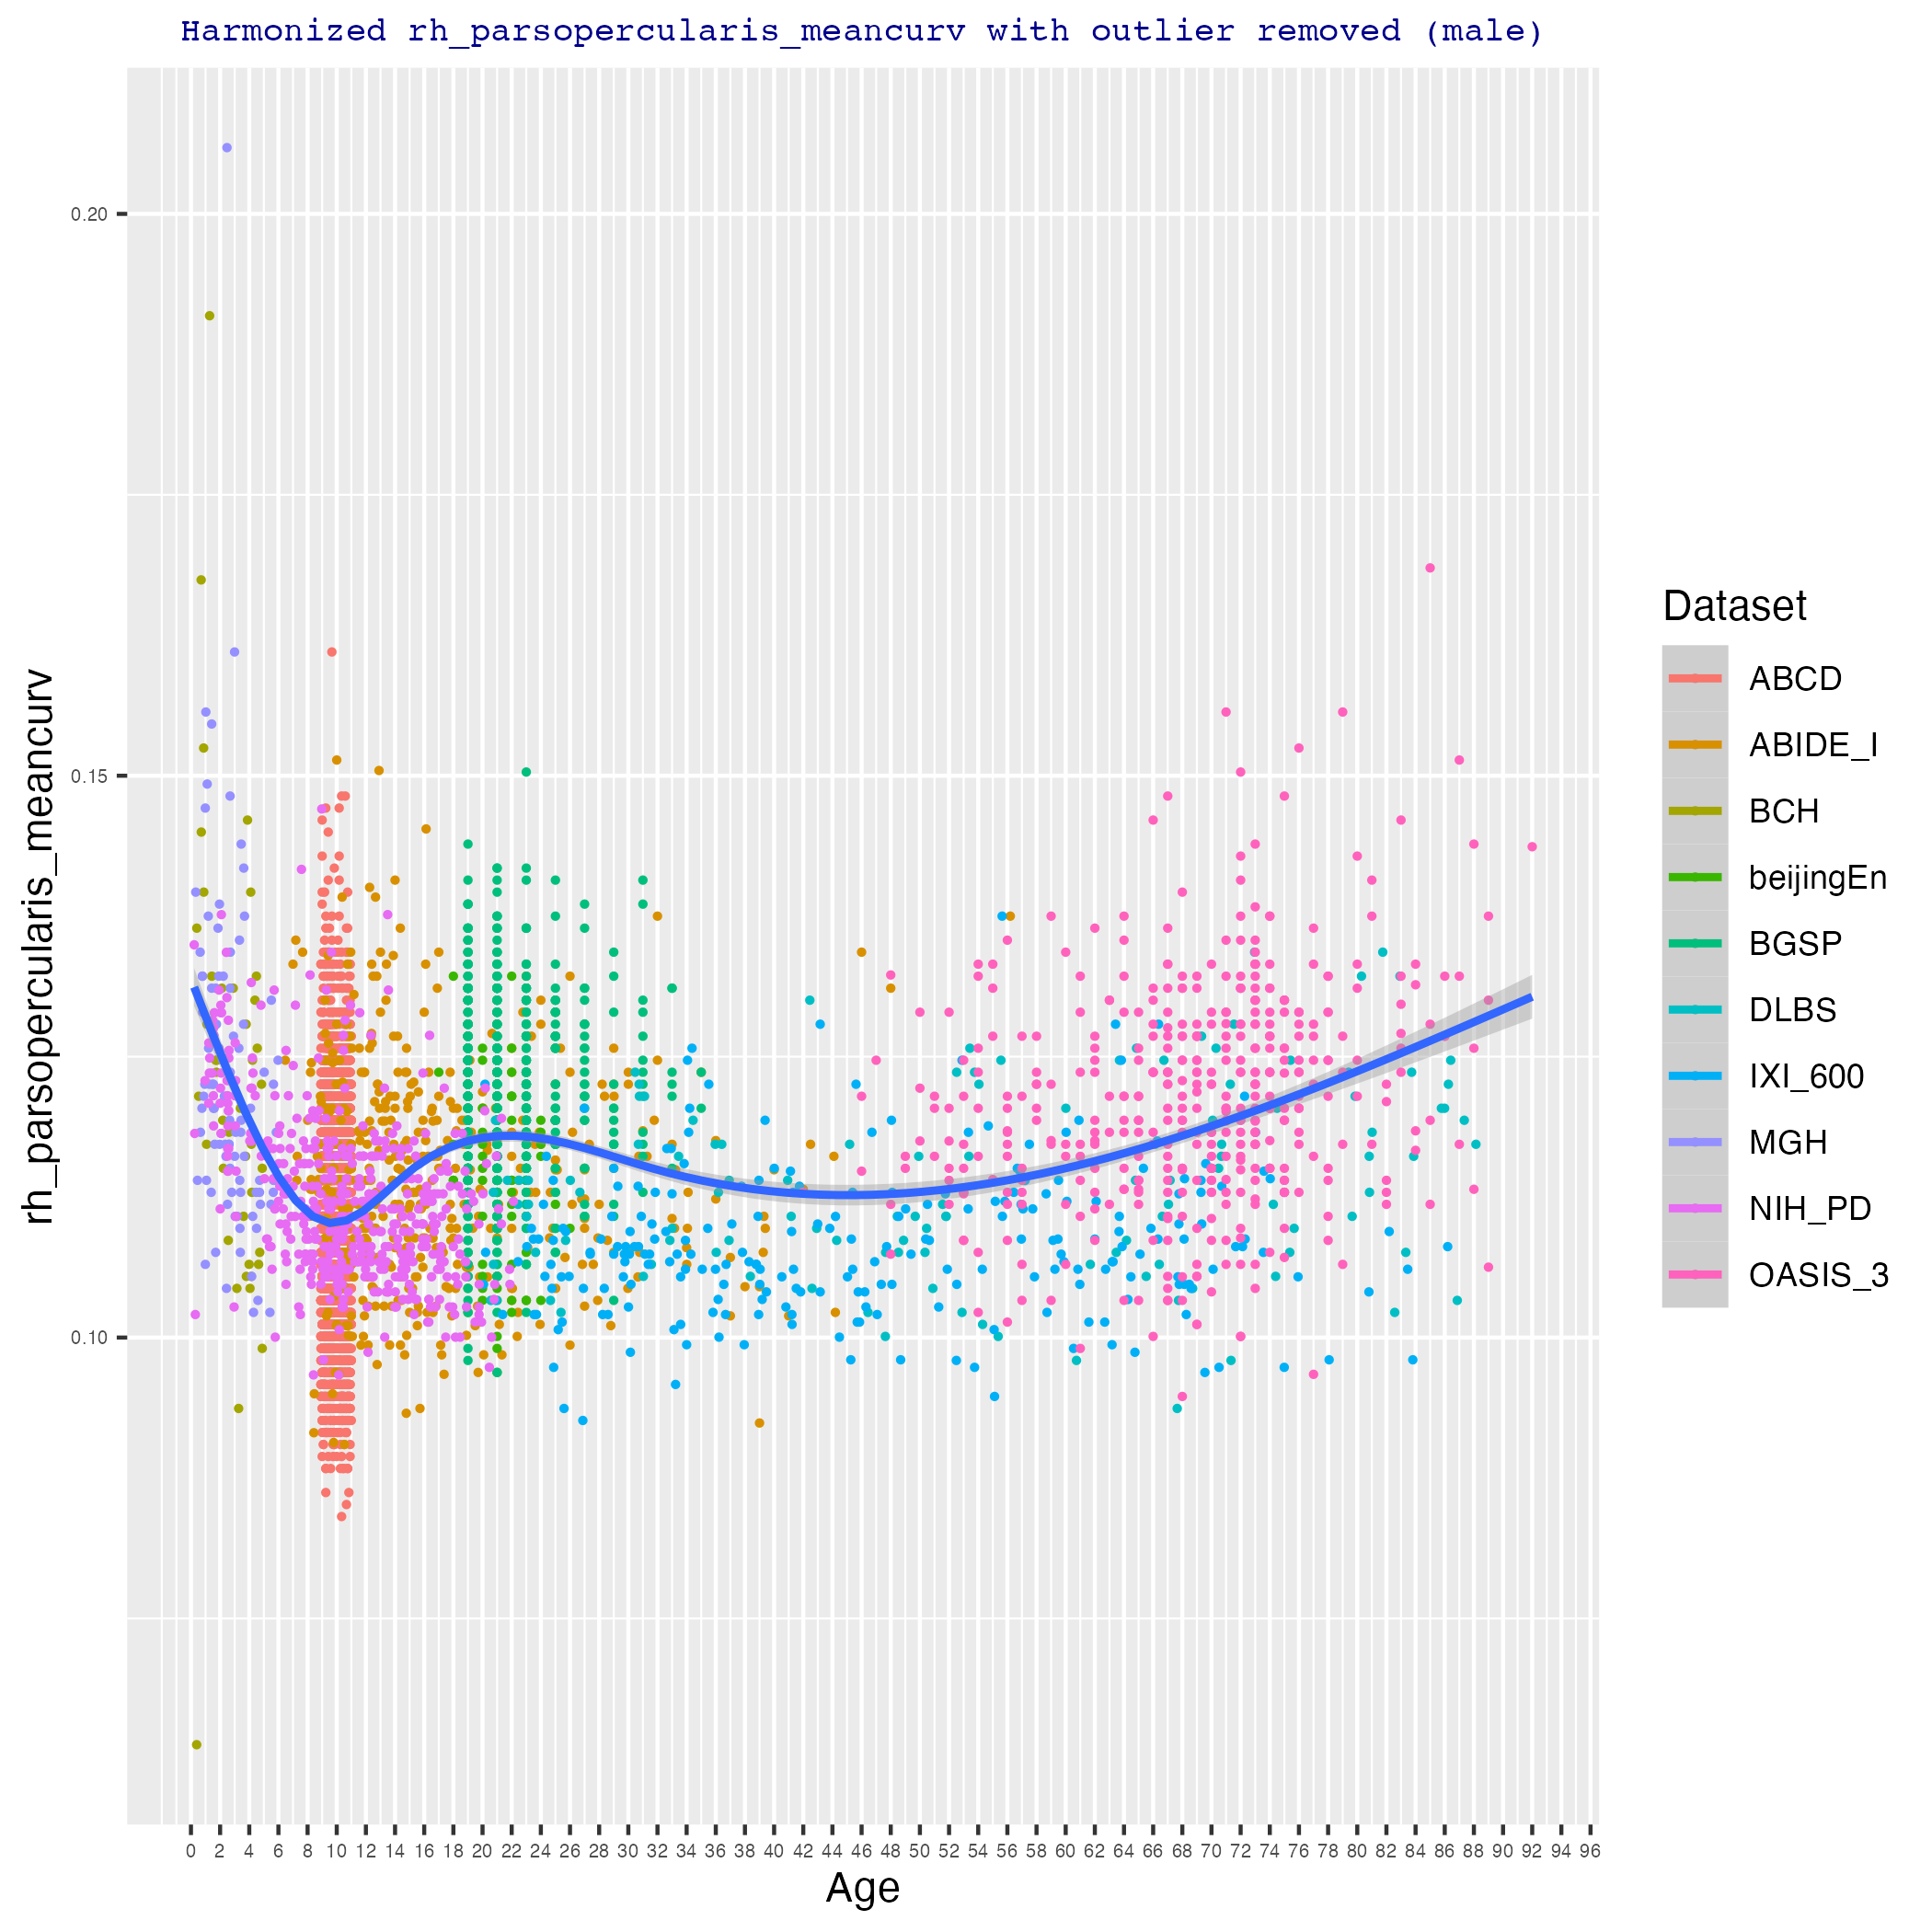 Harmonized rh_parsopercularis_meancurv with outlier removed (male)
rh_parsopercularis_meancurv
0.20
0.15
0.10
0 2 4 6 8 10 12 14 16 18 20 22 24 26 28 30 32 34 36 38 40 42 44 46 48 50 52 54 56 58 60 62 64 66 68 70 72 74 76 78 80 82 84 86 88 90 92 94 96
Age
Dataset
ABCD
ABIDE_I
BCH
beijingEn
BGSP
DLBS
IXI_600
MGH
NIH_PD
OASIS_3